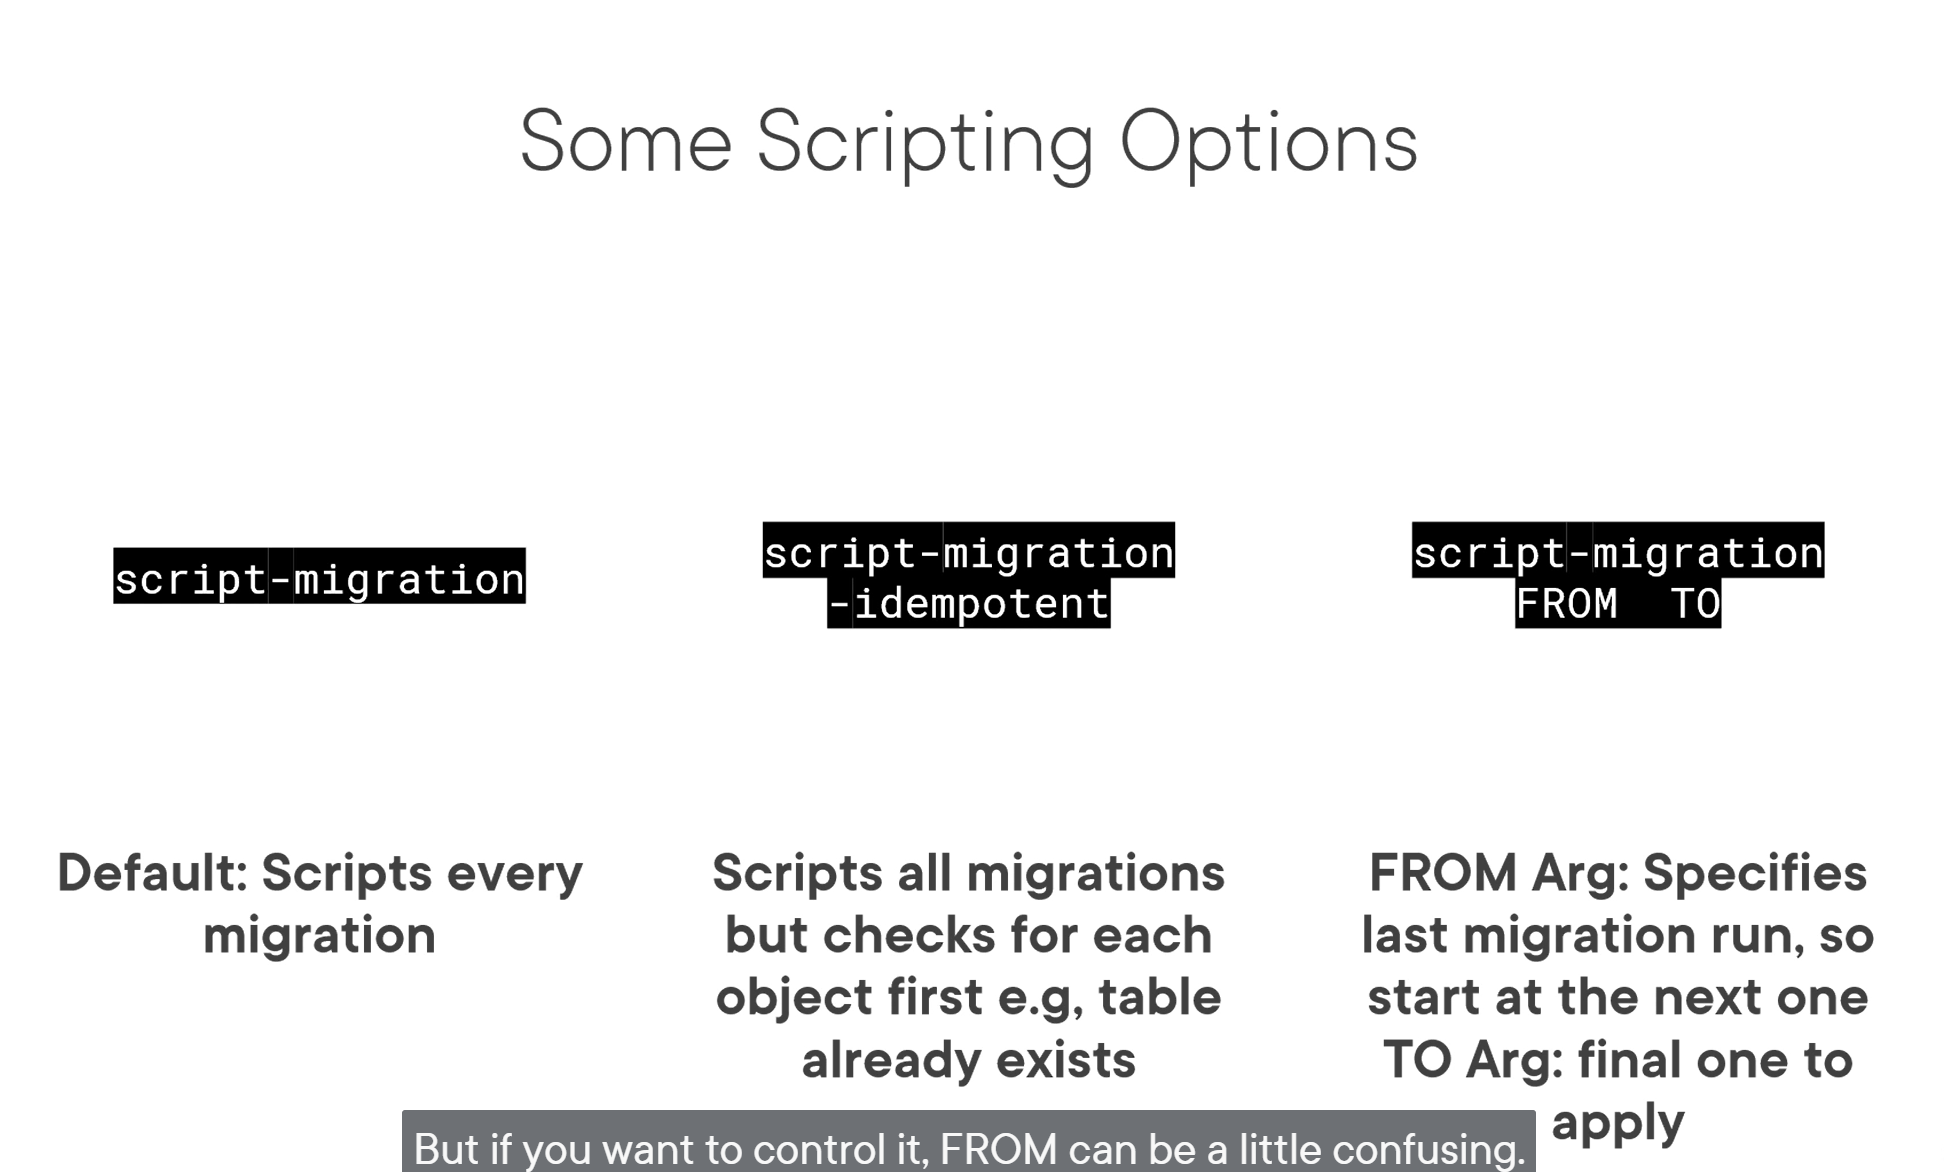 Some Scripting Options
script-migration
script-migration
-idempotent
script-migration
FROM  TO
Default: Scripts every
migration
Scripts all migrations
but checks for each
object first e.g, table
already exists
FROM Arg: Specifies
last migration run, so
start at the next one
TO Arg: final one to
apply
But if you want to control it, FROM can be a little confusing.